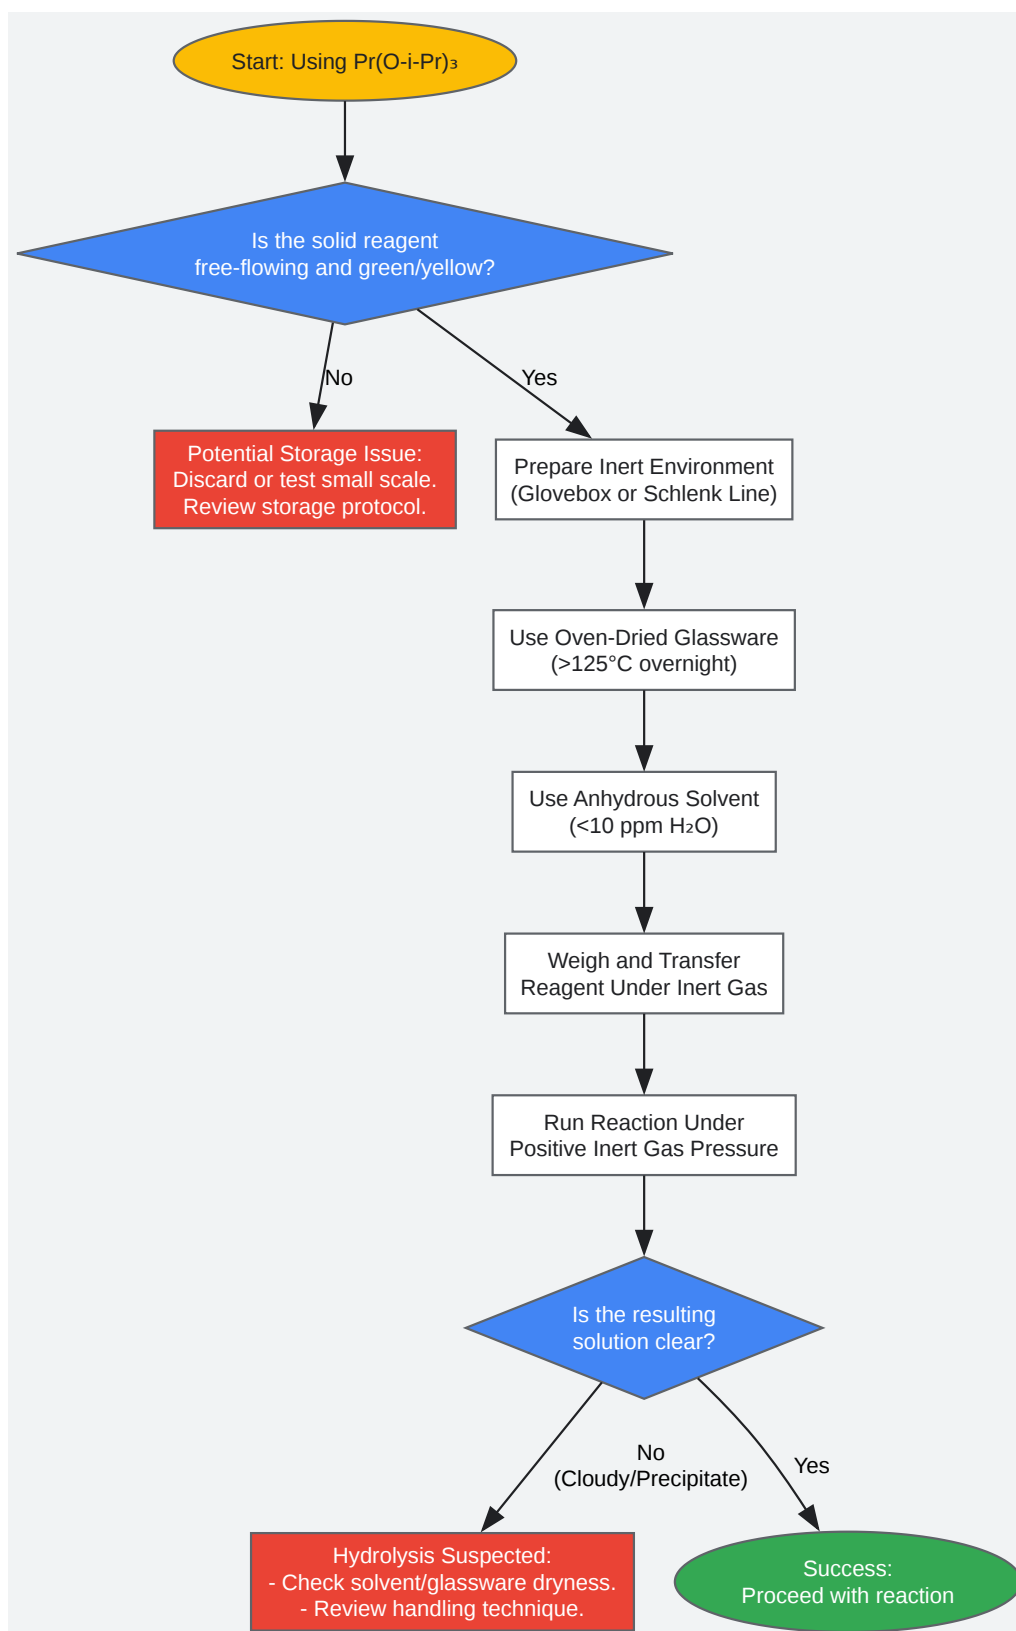 Start: Using Pr(O-i-Pr)₃
Is the solid reagent
free-flowing and green/yellow?
No
Yes
Potential Storage Issue:
Discard or test small scale.
Review storage protocol.
Prepare Inert Environment
(Glovebox or Schlenk Line)
Use Oven-Dried Glassware
(>125°C overnight)
Use Anhydrous Solvent
(<10 ppm H₂O)
Weigh and Transfer
Reagent Under Inert Gas
Run Reaction Under
Positive Inert Gas Pressure
Is the resulting
solution clear?
No
(Cloudy/Precipitate)
Yes
Hydrolysis Suspected:
- Check solvent/glassware dryness.
- Review handling technique.
Success:
Proceed with reaction